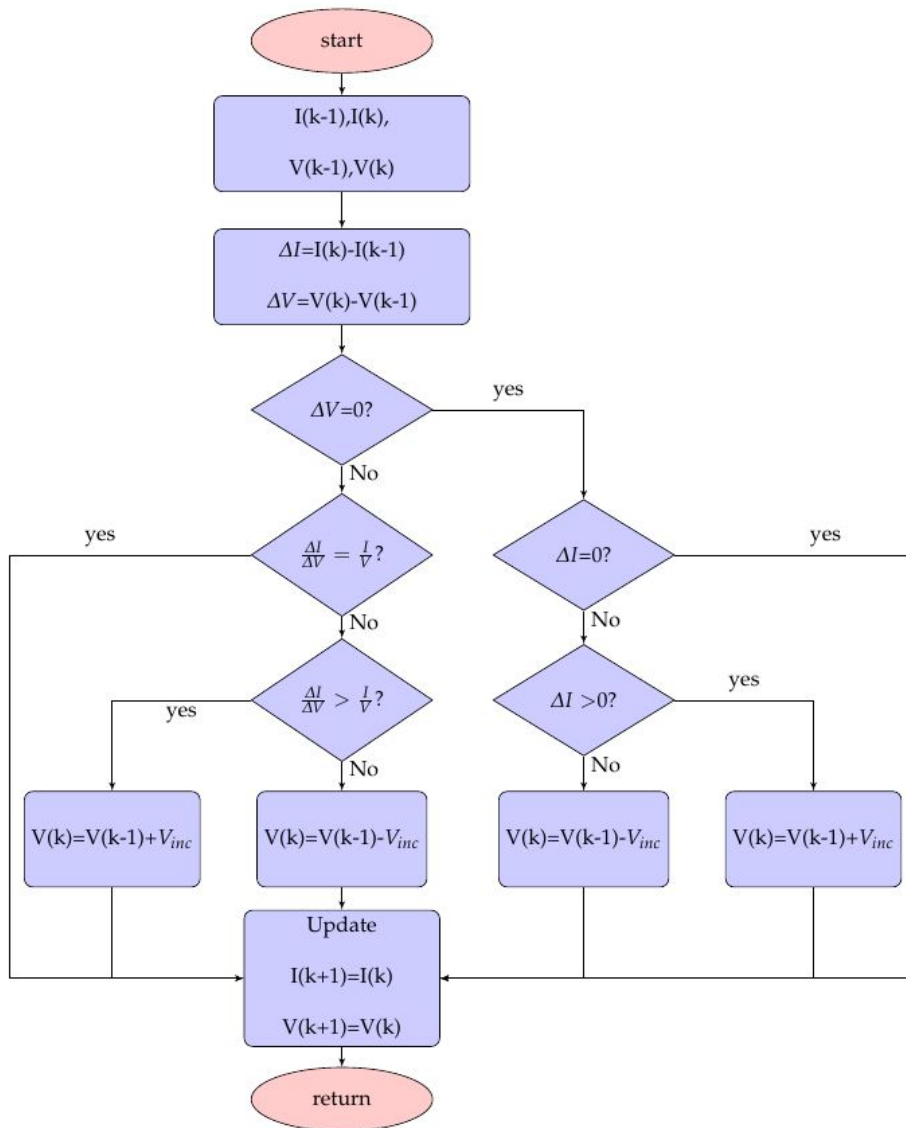 start
I(k-1),I(k),
V(k-1),V(k)
ΔI=I(k)-I(k-1)
ΔV=V(k)-V(k-1)
ΔV=0?
yes
No
yes
ΔI/ΔV = I/V ?
ΔI=0?
yes
No
No
ΔI/ΔV > I/V ?
yes
ΔI >0?
yes
No
No
V(k)=V(k-1)+V_inc
V(k)=V(k-1)-V_inc
V(k)=V(k-1)-V_inc
V(k)=V(k-1)+V_inc
Update
I(k+1)=I(k)
V(k+1)=V(k)
return